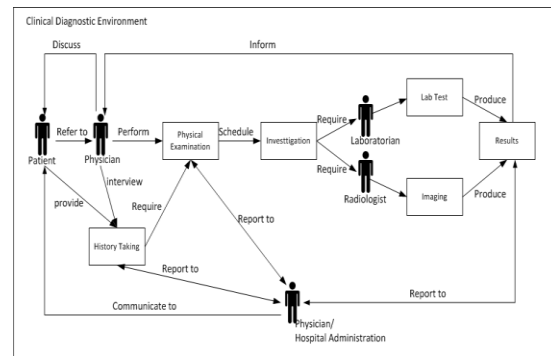 Clinical Diagnostic Environment
Discuss
Inform
Patient
Refer to
Physician
Perform
Physical
Examination
Schedule
Investtigation
Require
Require
Laboratorian
Radiologist
Lab Test
Imaging
Produce
Produce
Results
provide
interview
Require
History Taking
Report to
Report to
Report to
Communicate to
Physician/
Hospital Administration